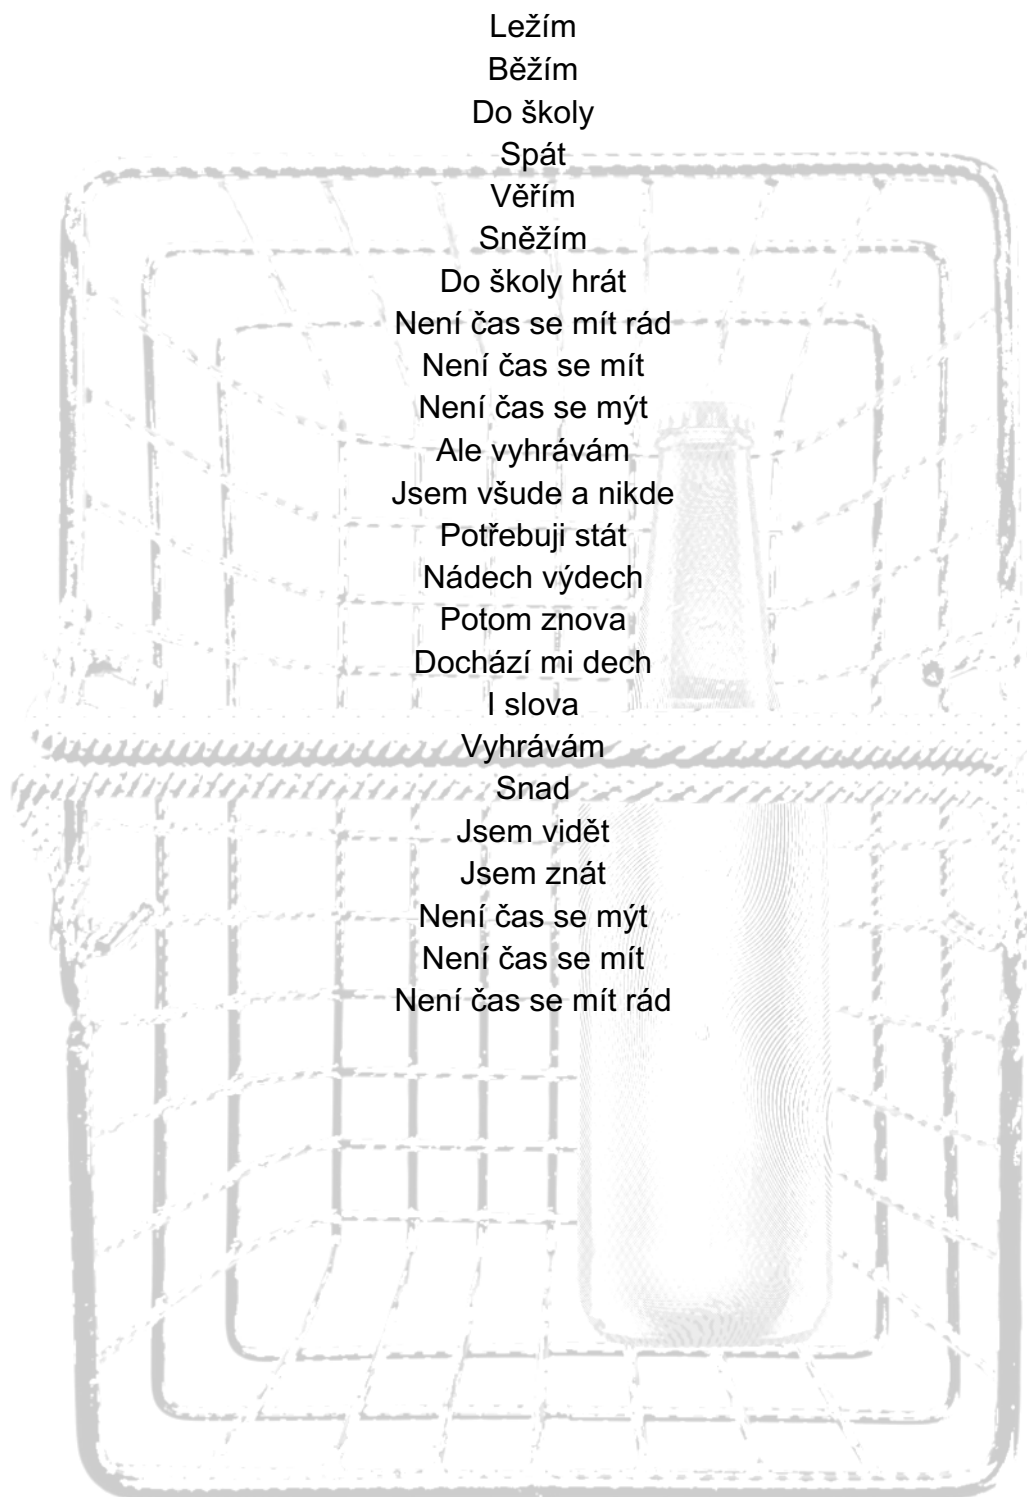 Ležím
Běžím
Do školy
Spát
Věřím
Sněžím
Do školy hrát
Není čas se mít rád
Není čas se mít
Není čas se mýt
Ale vyhrávám
Jsem všude a nikde
Potřebuji stát
Nádech výdech
Potom znova
Dochází mi dech
I slova
Vyhrávám
Snad
Jsem vidět
Jsem znát
Není čas se mýt
Není čas se mít
Není čas se mít rád